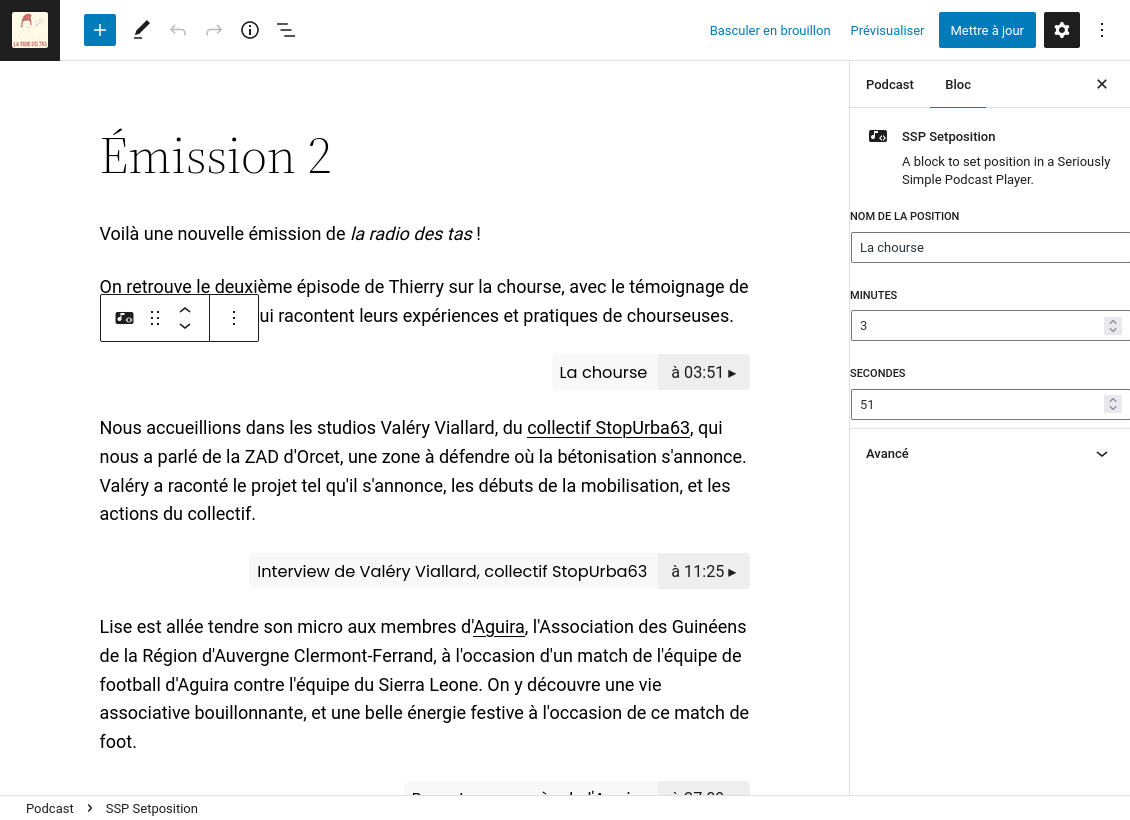 LA RADIO DES TAS
Basculer en brouillon
Prévisualiser
Mettre à jour
Podcast
Bloc
Émission 2
Voilà une nouvelle émission de la radio des tas !
On retrouve le deuxième épisode de Thierry sur la chourse, avec le témoignage de
ui racontent leurs expériences et pratiques de chourseuses.
La chourse
à 03:51 ▸
Nous accueillions dans les studios Valéry Viallard, du collectif StopUrba63, qui
nous a parlé de la ZAD d'Orcet, une zone à défendre où la bétonisation s'annonce.
Valéry a raconté le projet tel qu'il s'annonce, les débuts de la mobilisation, et les
actions du collectif.
Interview de Valéry Viallard, collectif StopUrba63
à 11:25 ▸
Lise est allée tendre son micro aux membres d'Aguira, l'Association des Guinéens
de la Région d'Auvergne Clermont-Ferrand, à l'occasion d'un match de l'équipe de
football d'Aguira contre l'équipe du Sierra Leone. On y découvre une vie
associative bouillonnante, et une belle énergie festive à l'occasion de ce match de
foot.
SSP Setposition
A block to set position in a Seriously
Simple Podcast Player.
NOM DE LA POSITION
La chourse
MINUTES
3
SECONDES
51
Avancé
Podcast
SSP Setposition